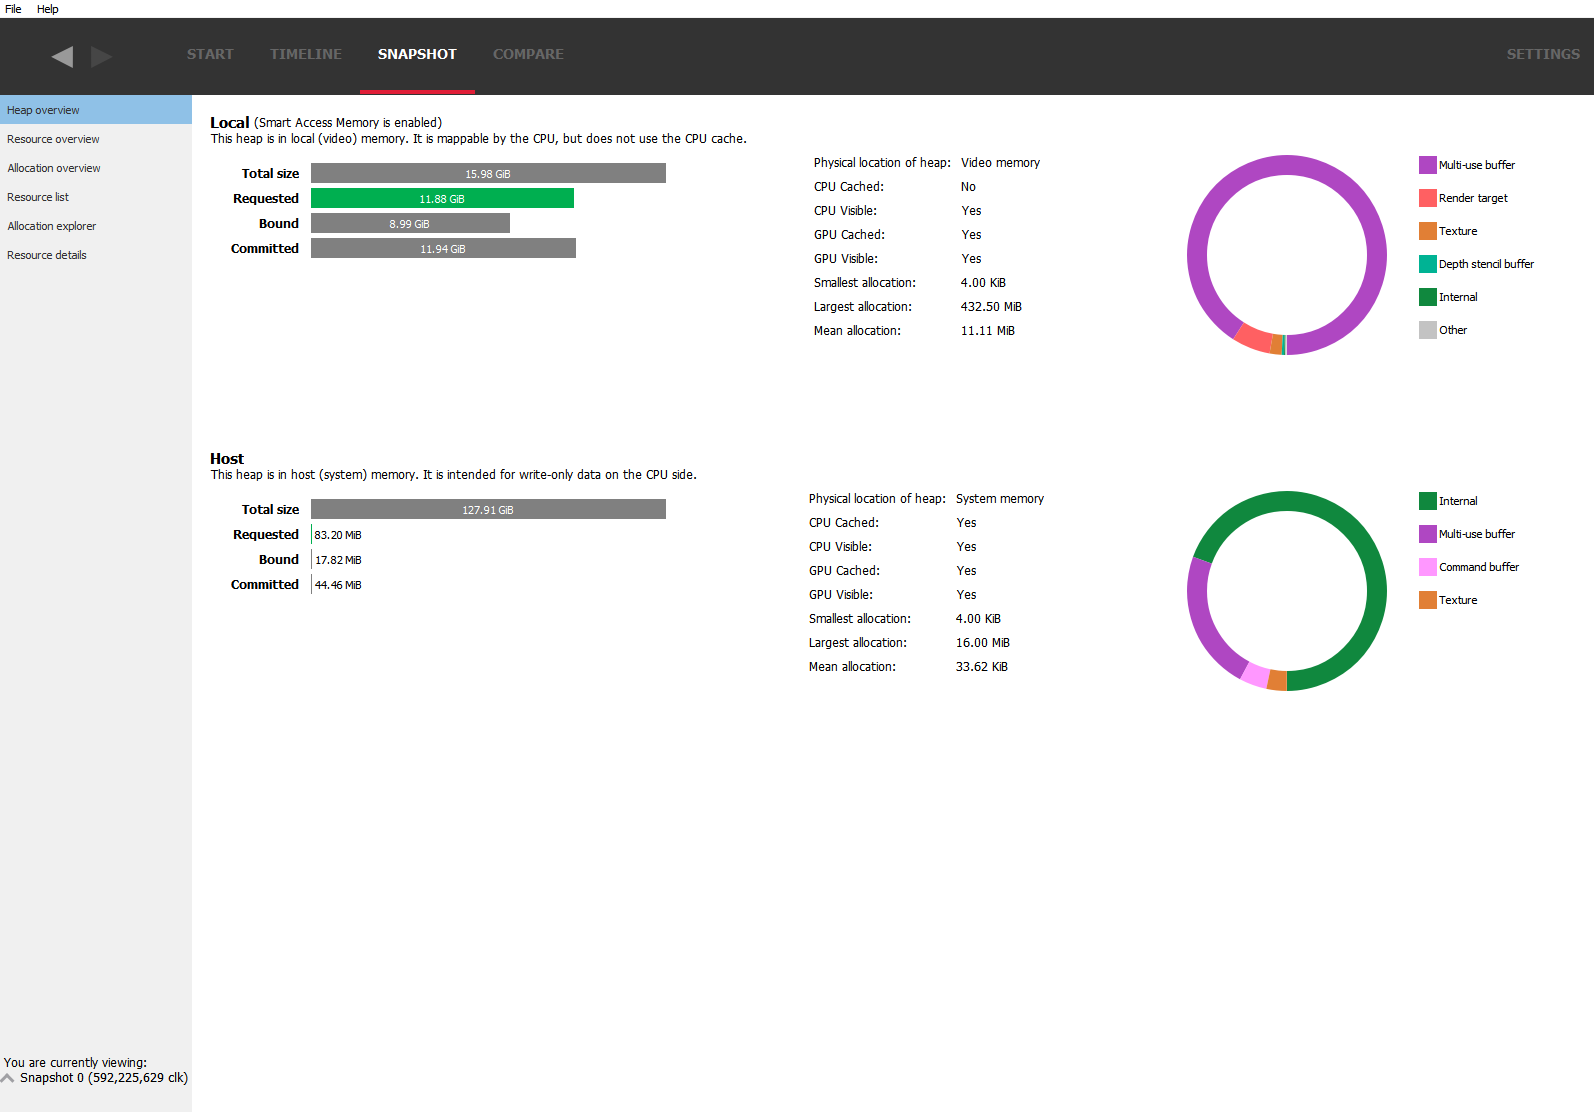 File Help
START TIMELINE SNAPSHOT COMPARE SETTINGS
Heap overview
Resource overview
Allocation overview
Resource list
Allocation explorer
Resource details
Local (Smart Access Memory is enabled)
This heap is in local (video) memory. It is mappable by the CPU, but does not use the CPU cache.
Total size 15.98 GiB
Requested 11.88 GiB
Bound 8.99 GiB
Committed 11.94 GiB
Physical location of heap: Video memory
CPU Cached: No
CPU Visible: Yes
GPU Cached: Yes
GPU Visible: Yes
Smallest allocation: 4.00 KiB
Largest allocation: 432.50 MiB
Mean allocation: 11.11 MiB
Multi-use buffer
Render target
Texture
Depth stencil buffer
Internal
Other
Host
This heap is in host (system) memory. It is intended for write-only data on the CPU side.
Total size 127.91 GiB
Requested 83.20 MiB
Bound 17.82 MiB
Committed 44.46 MiB
Physical location of heap: System memory
CPU Cached: Yes
CPU Visible: Yes
GPU Cached: Yes
GPU Visible: Yes
Smallest allocation: 4.00 KiB
Largest allocation: 16.00 MiB
Mean allocation: 33.62 KiB
Internal
Multi-use buffer
Command buffer
Texture
You are currently viewing:
Snapshot 0 (592,225,629 clk)